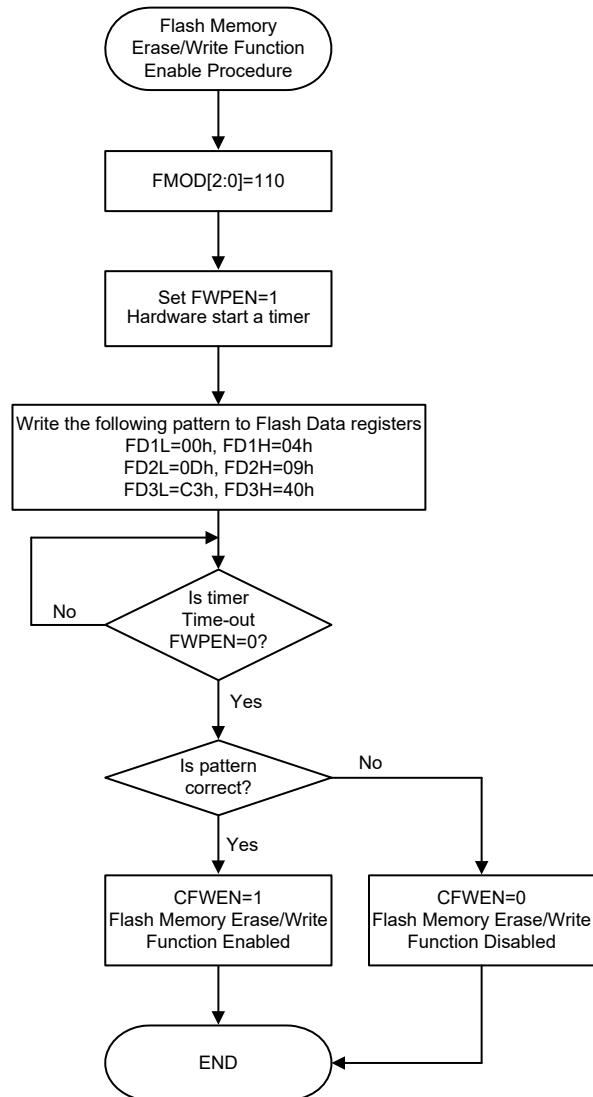 Flash Memory
Erase/Write Function
Enable Procedure
FMOD[2:0]=110
Set FWPEN=1
Hardware start a timer
Write the following pattern to Flash Data registers
FD1L=00h, FD1H=04h
FD2L=0Dh, FD2H=09h
FD3L=C3h, FD3H=40h
Is timer
Time-out
FWPEN=0?
No
Yes
Is pattern
correct?
No
Yes
CFWEN=1
Flash Memory Erase/Write
Function Enabled
CFWEN=0
Flash Memory Erase/Write
Function Disabled
END